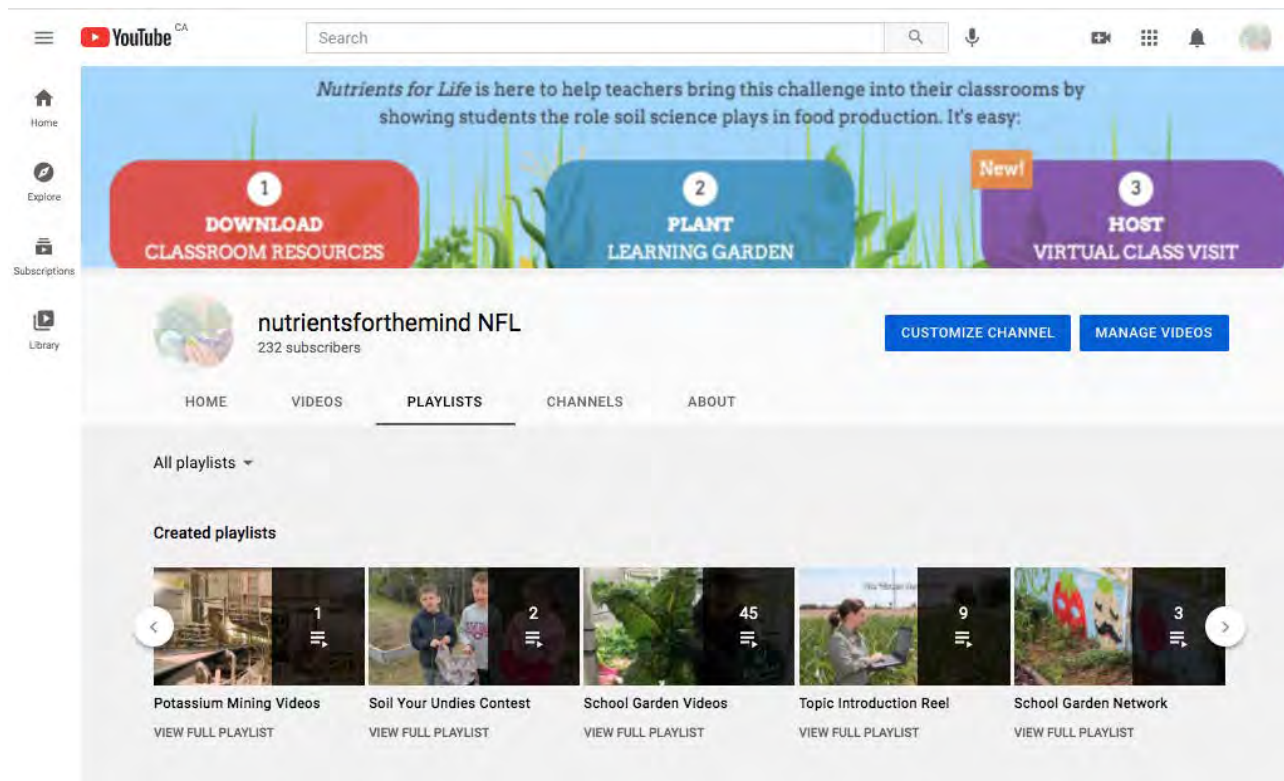 YouTube CA
Search
Home
Explore
Subscriptions
Library
Nutrients for Life is here to help teachers bring this challenge into their classrooms by
showing students the role soil science plays in food production. It's easy:
1
DOWNLOAD
CLASSROOM RESOURCES
2
PLANT
LEARNING GARDEN
New!
3
HOST
VIRTUAL CLASS VISIT
nutrientsforthemind NFL
232 subscribers
CUSTOMIZE CHANNEL
MANAGE VIDEOS
HOME VIDEOS PLAYLISTS CHANNELS ABOUT
All playlists
Created playlists
1
2
45
9
3
Potassium Mining Videos
VIEW FULL PLAYLIST
Soil Your Undies Contest
VIEW FULL PLAYLIST
School Garden Videos
VIEW FULL PLAYLIST
Topic Introduction Reel
VIEW FULL PLAYLIST
School Garden Network
VIEW FULL PLAYLIST